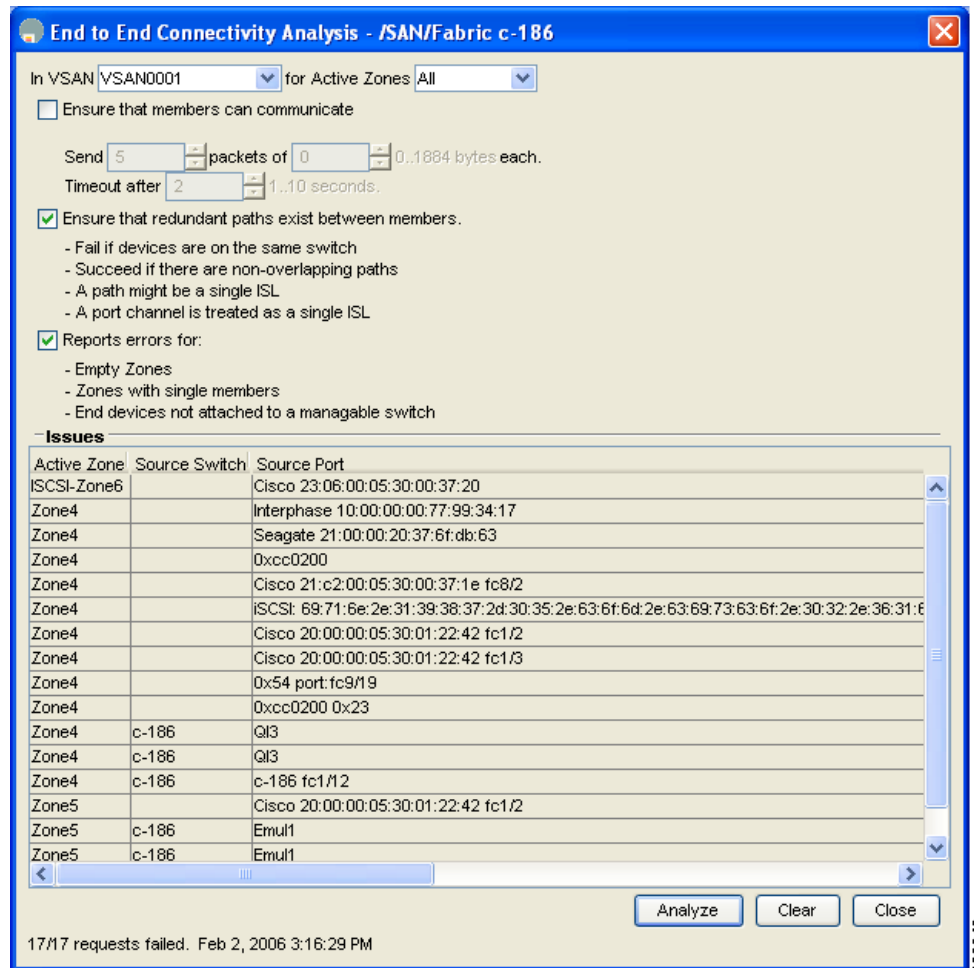 End to End Connectivity Analysis - /SAN/Fabric c-186
In VSAN VSAN0001 for Active Zones All
Ensure that members can communicate
Send 5 packets of 0 0..1884 bytes each.
Timeout after 2 1..10 seconds.
Ensure that redundant paths exist between members.
- Fail if devices are on the same switch
- Succeed if there are non-overlapping paths
- A path might be a single ISL
- A port channel is treated as a single ISL
Reports errors for:
- Empty Zones
- Zones with single members
- End devices not attached to a managable switch
Issues
Active Zone Source Switch Source Port
ISCSI-Zone6 Cisco 23:06:00:05:30:00:37:20
Zone4 Interphase 10:00:00:00:77:99:34:17
Zone4 Seagate 21:00:00:20:37:6f:db:63
Zone4 0xcc0200
Zone4 Cisco 21:c2:00:05:30:00:37:1e fc8/2
Zone4 iSCSI: 69:71:6e:2e:31:39:38:37:2d:30:35:2e:63:6f:6d:2e:63:69:73:63:6f:2e:30:32:2e:36:31:6
Zone4 Cisco 20:00:00:05:30:01:22:42 fc1/2
Zone4 Cisco 20:00:00:05:30:01:22:42 fc1/3
Zone4 0x54 port:fc9/19
Zone4 0xcc0200 0x23
Zone4 c-186 Ql3
Zone4 c-186 Ql3
Zone4 c-186 c-186 fc1/12
Zone5 Cisco 20:00:00:05:30:01:22:42 fc1/2
Zone5 c-186 Emul1
Zone5 c-186 Emul1
Analyze Clear Close
17/17 requests failed. Feb 2, 2006 3:16:29 PM